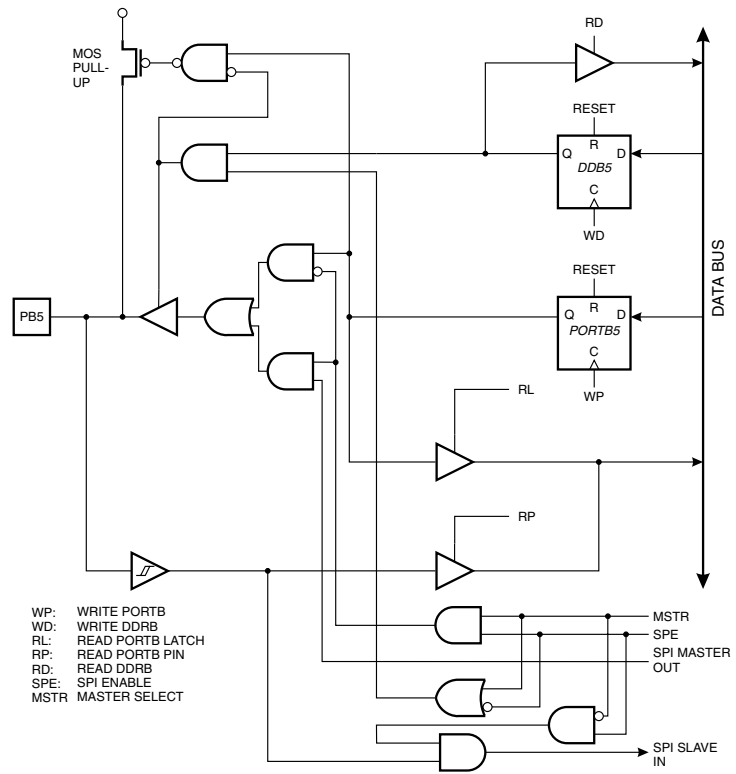 RD
MOS
PULL-
UP
RESET
R
Q
D
DDB5
C
WD
RESET
R
PB5
Q
D
PORTB5
C
WP
DATA BUS
RL
RP
WP: WRITE PORTB
WD: WRITE DDRB
RL: READ PORTB LATCH
RP: READ PORTB PIN
RD: READ DDRB
SPE: SPI ENABLE
MSTR MASTER SELECT
MSTR
SPE
SPI MASTER
OUT
SPI SLAVE
IN